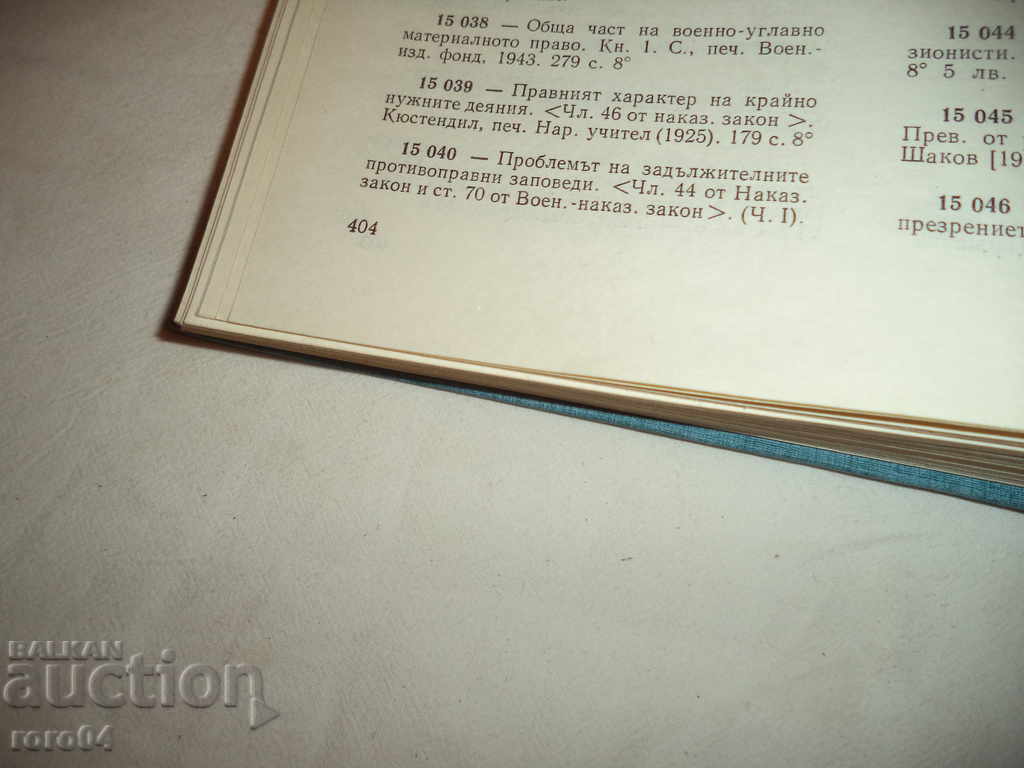 15 038 — Обща част на военно-углавно
материалното право. Кн. I. С., печ. Воен.-
изд. фонд, 1943. 279 с. 8°
15 039 — Правният характер на крайно
нужните деяния. <Чл. 46 от наказ. закон>.
Кюстендил, печ. Нар. учител (1925). 179 с. 8°
15 040 — Проблемът на задължителните
противоправни заповеди. <Чл. 44 от Наказ.
закон и ст. 70 от Воен.-наказ. закон>. (Ч. I).
404
15 044
зионисти.
8° 5 лв.
15 045
Прев. от
Шаков [19
15 046
презрениет
BALKAN
auction
roro04